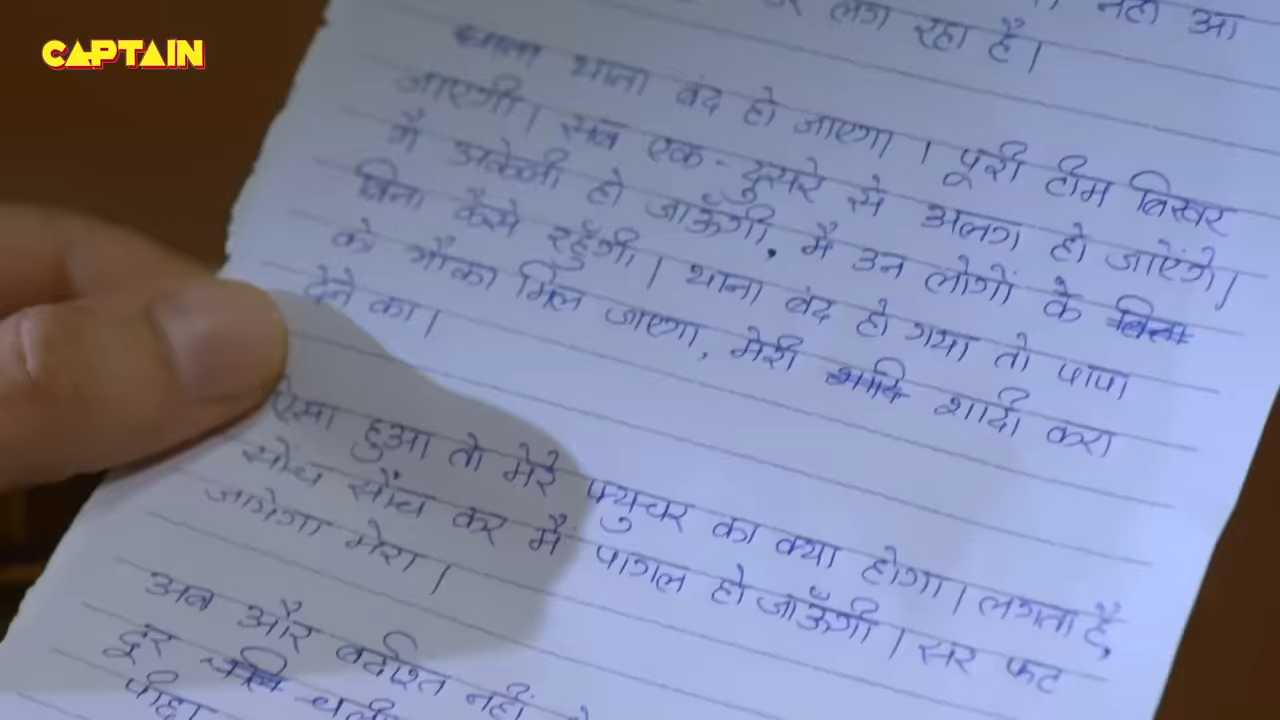 CAPTAIN
नहीं आ
लग रहा है।
थाना बंद हो जाएगा । पूरी टीम बिखर
जाएगी। सब एक-दुसरे से अलग हो जाएंगे।
मै अकेली हो जाऊँगी, मै उन लोगों के बिना
बिना कैसे रहूँगी। थाना बंद हो गया तो पापा
को मौका मिल जाएगा, मेरी शादी करा
देने का।
ऐसा हुआ तो मेरे फ्युचर का क्या होगा। लगता है,
सोंच सोंच कर मैं पागल हो जाऊँगी । सर फट
जायेगा मेरा ।
अब और बर्दाश्त नहीं
दूर